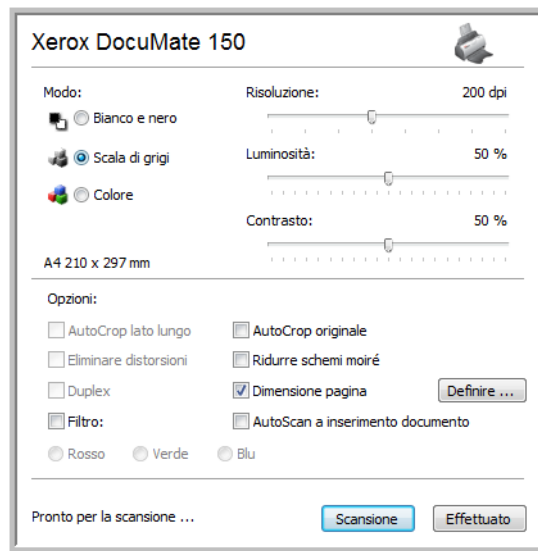 Xerox DocuMate 150
Modo:
Bianco e nero
Scala di grigi
Colore
A4 210 x 297 mm
Risoluzione: 200 dpi
Luminosità: 50 %
Contrasto: 50 %
Opzioni:
AutoCrop lato lungo
AutoCrop originale
Eliminare distorsioni
Ridurre schemi moiré
Duplex
Dimensione pagina
Definire ...
Filtro:
AutoScan a inserimento documento
Rosso Verde Blu
Pronto per la scansione ...
Scansione
Effettuato